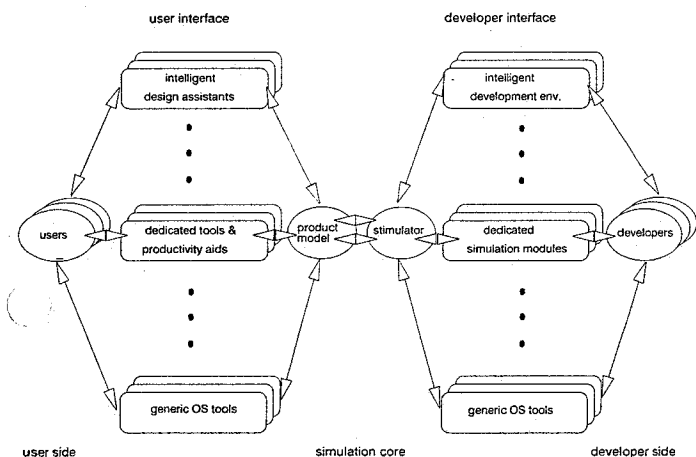 user interface
developer interface
intelligent
design assistants
intelligent
development env.
users
dedicated tools &
productivity aids
product
model
stimulator
dedicated
simulation modules
developers
generic OS tools
generic OS tools
user side
simulation core
developer side